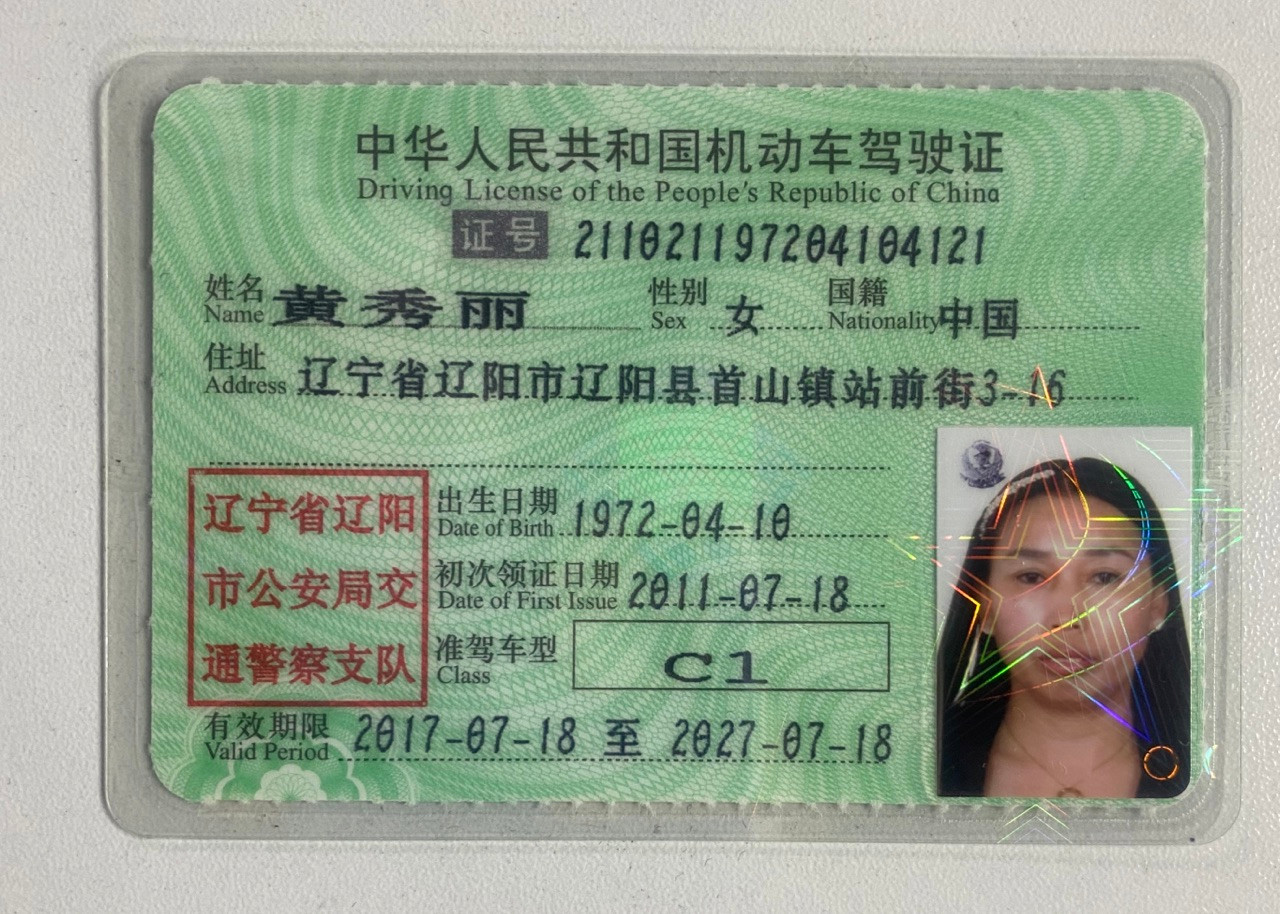 中华人民共和国机动车驾驶证
Driving License of the People's Republic of China
证号 211021197204104121
姓名 Name 黄秀丽 性别 Sex 女 国籍 Nationality 中国
住址 Address 辽宁省辽阳市辽阳县首山镇站前街3-16
辽宁省辽阳
市公安局交
通警察支队
出生日期 Date of Birth 1972-04-10
初次领证日期 Date of First Issue 2011-07-18
准驾车型 Class C1
有效期限 Valid Period 2017-07-18 至 2027-07-18